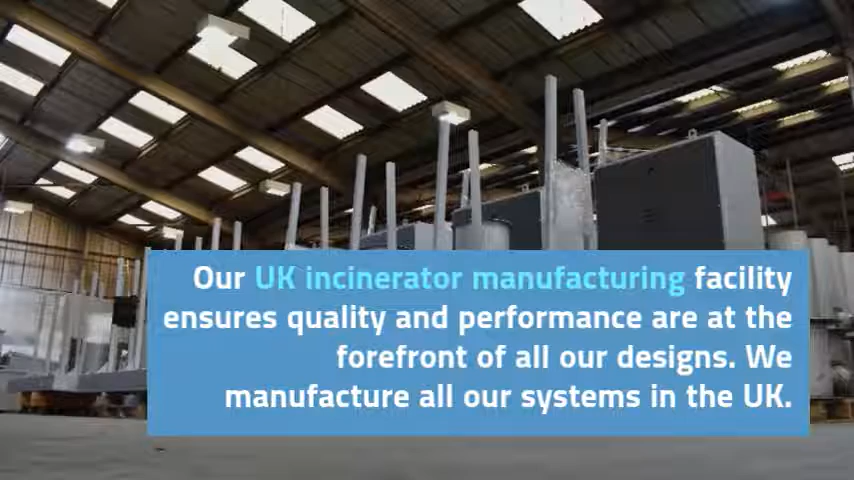 Our UK incinerator manufacturing facility
ensures quality and performance are at the
forefront of all our designs. We
manufacture all our systems in the UK.